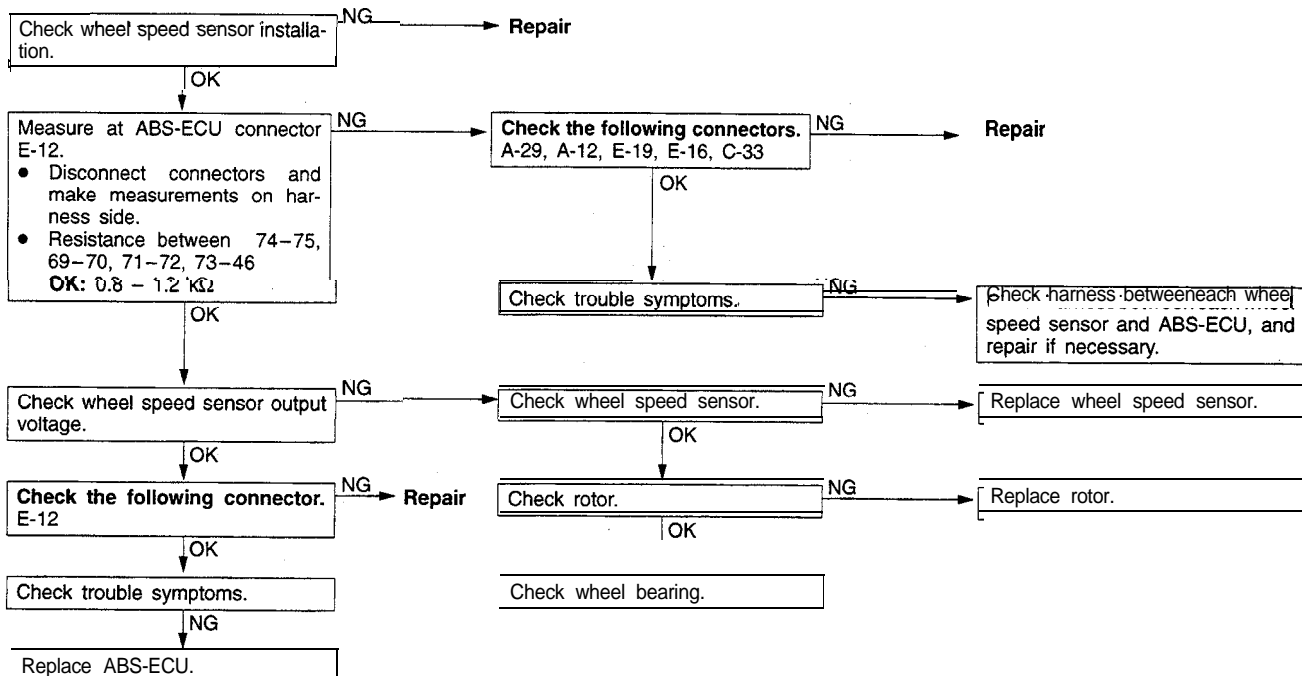 Check wheel speed sensor installa-
tion.
NG
Repair
OK
Measure at ABS-ECU connector
E-12.
● Disconnect connectors and
make measurements on har-
ness side.
● Resistance between 74–75,
69–70, 71–72, 73–46
OK: 0.8 – 1.2 kΩ
NG
Check the following connectors.
A-29, A-12, E-19, E-16, C-33
NG
Repair
OK
Check trouble symptoms.
NG
Check harness between each wheel
speed sensor and ABS-ECU, and
repair if necessary.
OK
Check wheel speed sensor output
voltage.
NG
Check wheel speed sensor.
NG
Replace wheel speed sensor.
OK
OK
Check the following connector.
E-12
NG
Repair
Check rotor.
NG
Replace rotor.
OK
OK
Check trouble symptoms.
Check wheel bearing.
NG
Replace ABS-ECU.